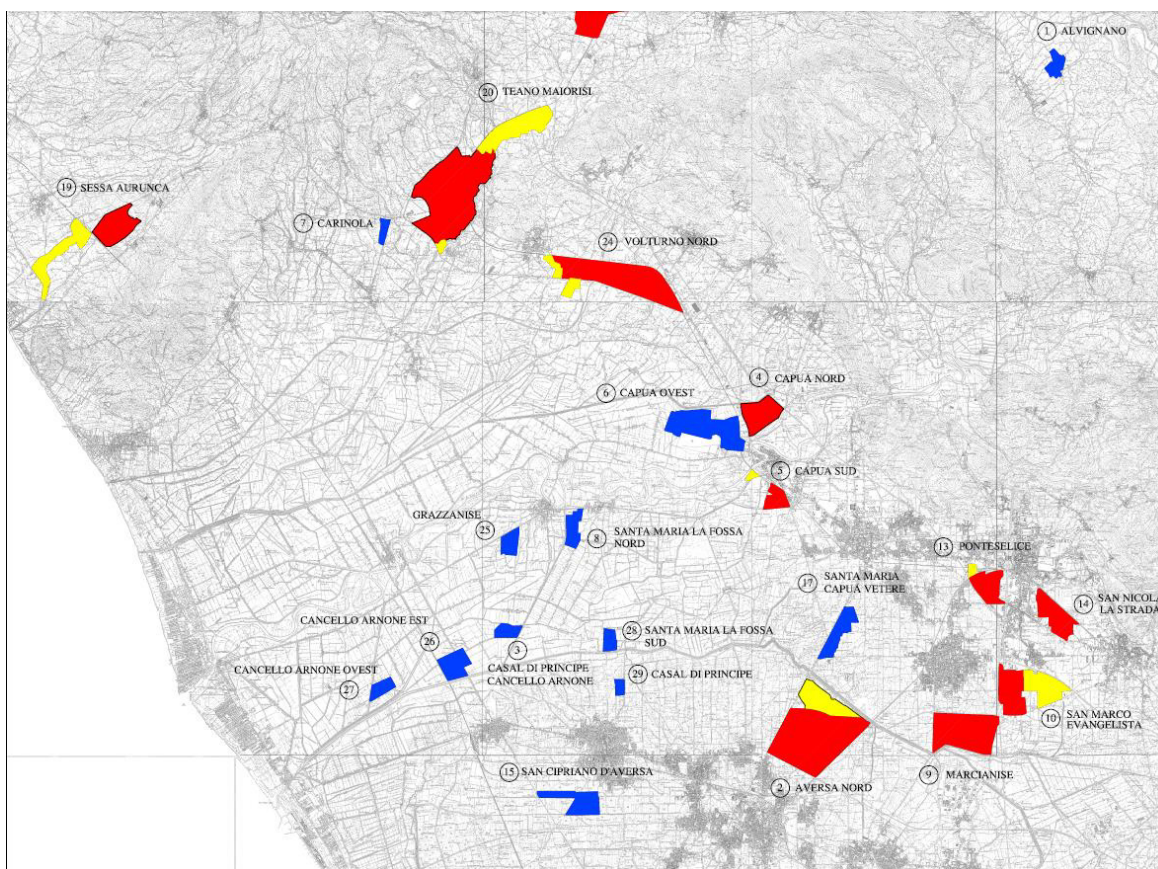 1 ALVIGNANO
20 TEANO MAIORISI
19 SESSA AURUNCA
7 CARINOLA
24 VOLTURNO NORD
4 CAPUA NORD
6 CAPUA OVEST
5 CAPUA SUD
GRAZZANISE
25
8 SANTA MARIA LA FOSSA
NORD
13 PONTESELICE
17 SANTA MARIA
CAPUA VETERE
14 SAN NICOLA
LA STRADA
CANCELLO ARNONE EST
26
28 SANTA MARIA LA FOSSA
SUD
3
CASAL DI PRINCIPE
CANCELLO ARNONE
CANCELLO ARNONE OVEST
27
29 CASAL DI PRINCIPE
10 SAN MARCO
EVANGELISTA
15 SAN CIPRIANO D'AVERSA
2 AVERSA NORD
9 MARCIANISE